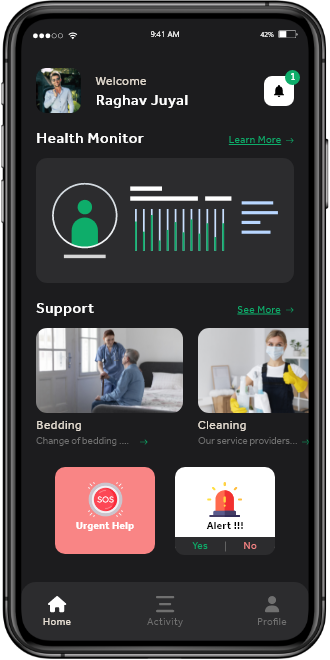 9:41 AM
42%
Welcome
1
Raghav Juyal
Health Monitor
Learn More →
Support
See More →
Bedding
Cleaning
Change of bedding .... →
Our service providers... →
SOS
Urgent Help
Alert !!!
Yes | No
Home
Activity
Profile